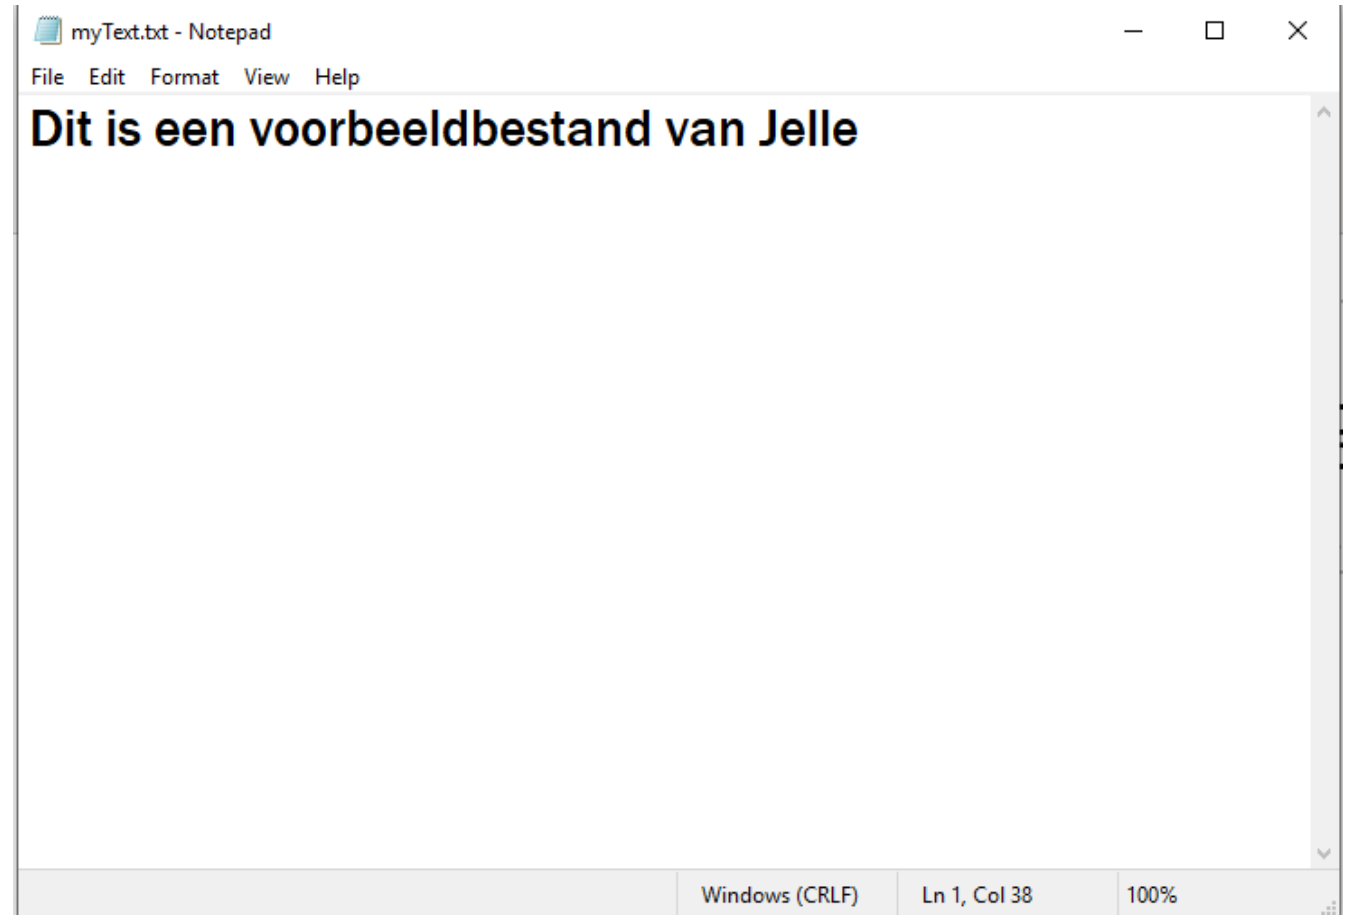 myText.txt - Notepad
File Edit Format View Help
Dit is een voorbeeldbestand van Jelle
Windows (CRLF) Ln 1, Col 38 100%